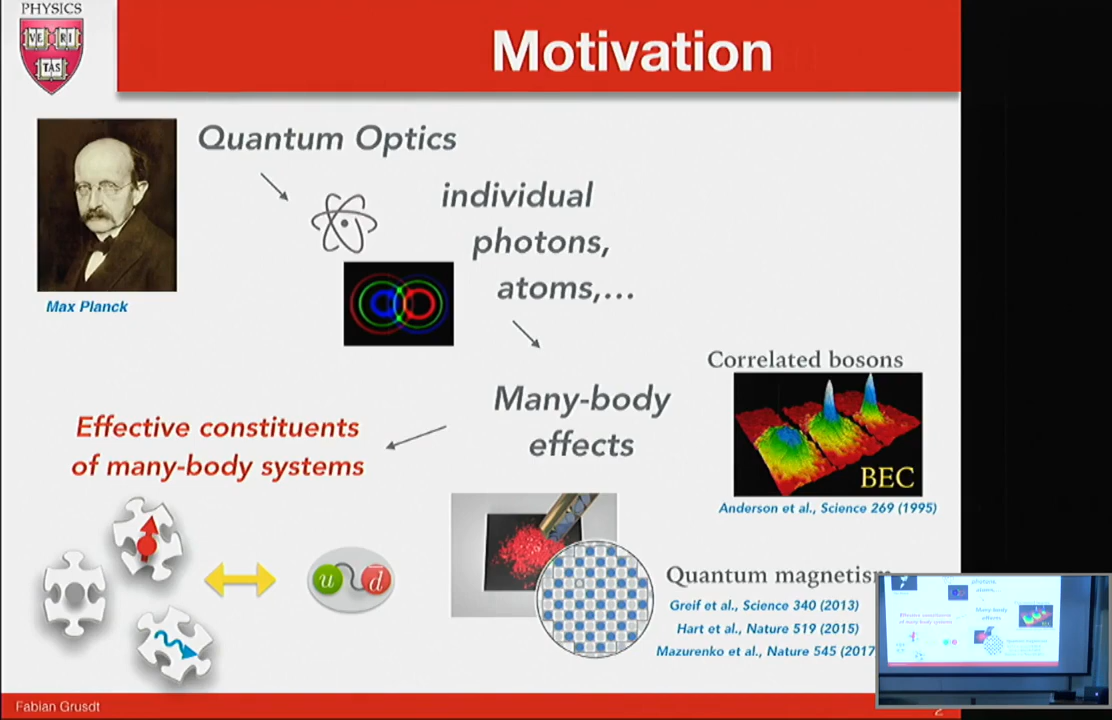 PHYSICS
VE RI
TAS
Motivation
Quantum Optics
individual
photons,
atoms,...
Max Planck
Many-body
effects
Correlated bosons
BEC
Anderson et al., Science 269 (1995)
Effective constituents
of many-body systems
u d
Quantum magnetism
Greif et al., Science 340 (2013)
Hart et al., Nature 519 (2015)
Mazurenko et al., Nature 545 (2017
Fabian Grusdt
2